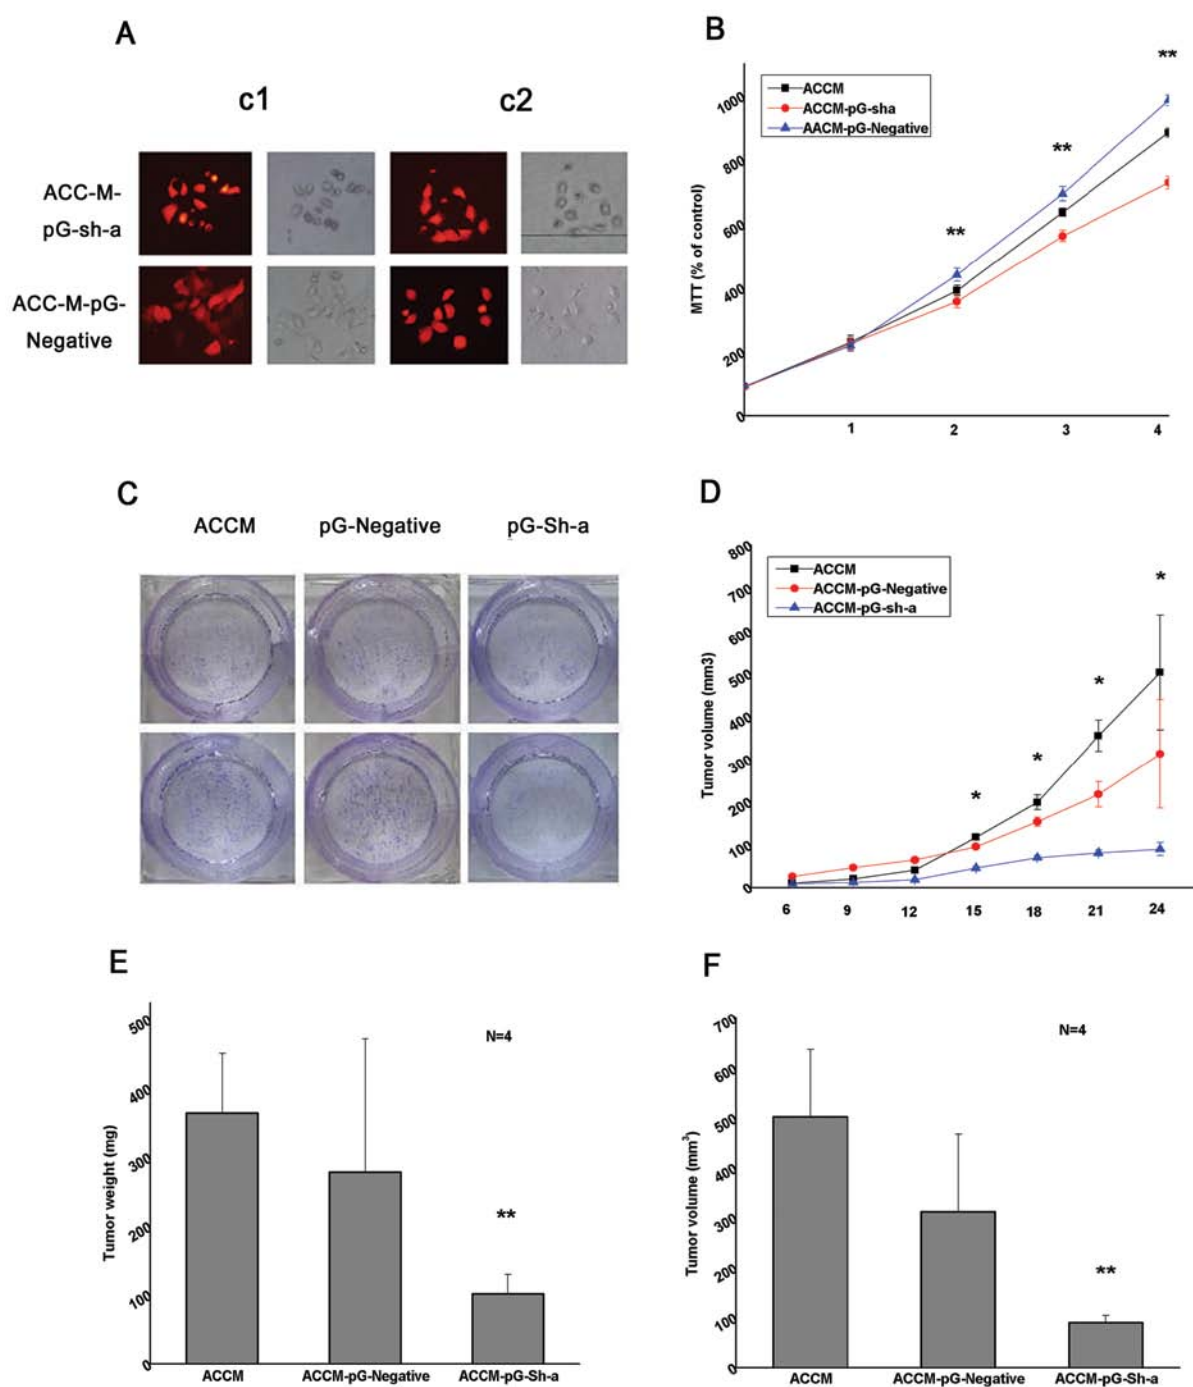 A
c1 c2
ACC-M-
pG-sh-a
ACC-M-pG-
Negative
B
ACCM
ACCM-pG-sha
AACM-pG-Negative
MTT (% of control)
1000
800
600
400
200
0
1 2 3 4
** ** **
C
ACCM pG-Negative pG-Sh-a
D
ACCM
ACCM-pG-Negative
ACCM-pG-sh-a
Tumor volume (mm3)
800
700
600
500
400
300
200
100
0
6 9 12 15 18 21 24
* * * *
E
N=4
Tumor weight (mg)
500
400
300
200
100
0
**
ACCM ACCM-pG-Negative ACCM-pG-Sh-a
F
N=4
Tumor volume (mm³)
700
600
500
400
300
200
100
0
**
ACCM ACCM-pG-Negative ACCM-pG-Sh-a